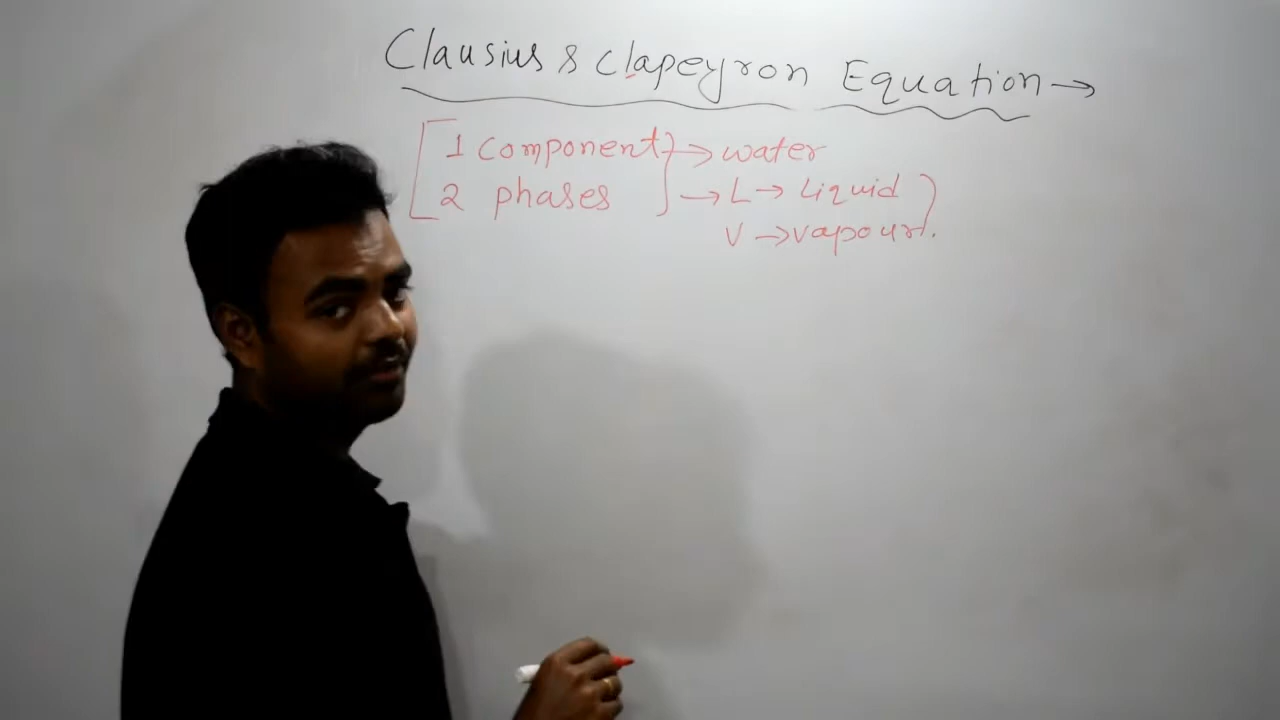 Clausius & Clapeyron Equation →
[ 1 component } → water
2 phases → L → Liquid )
V → vapour.